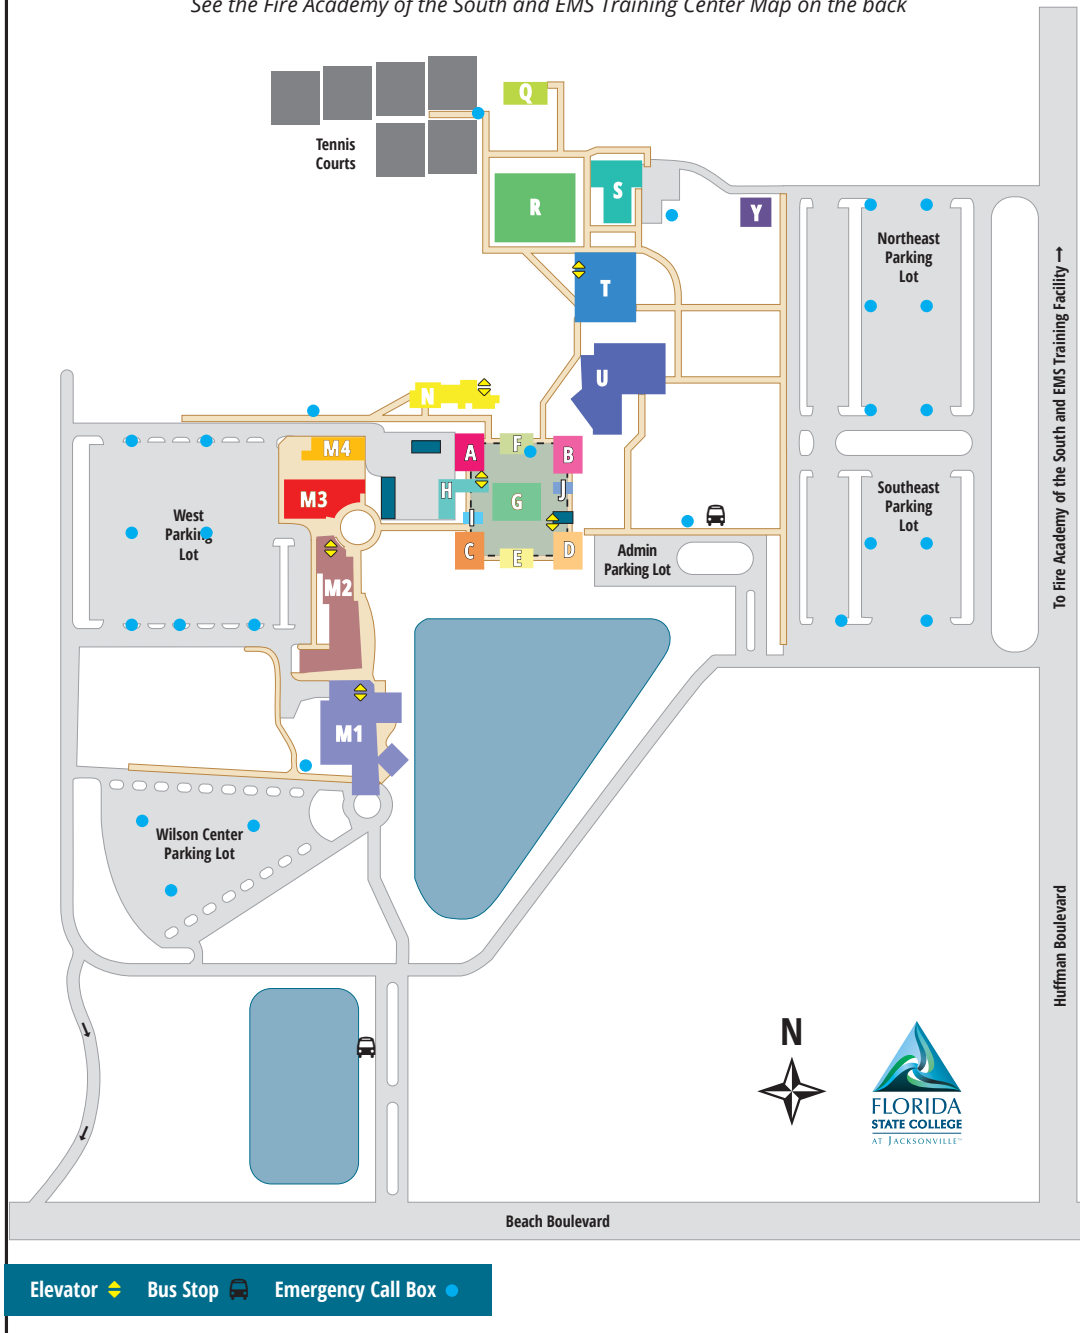 See the Fire Academy of the South and EMS Training Center Map on the back
Q
Tennis
Courts
S
R
Y
Northeast
Parking
Lot
To Fire Academy of the South and EMS Training Facility →
T
U
N
M4
A
F
B
H
J
G
M3
I
West
Parking
Lot
Southeast
Parking
Lot
C
E
D
Admin
Parking Lot
M2
M1
Wilson Center
Parking Lot
Huffman Boulevard
N
FLORIDA
STATE COLLEGE
AT JACKSONVILLE
Beach Boulevard
Elevator Bus Stop Emergency Call Box